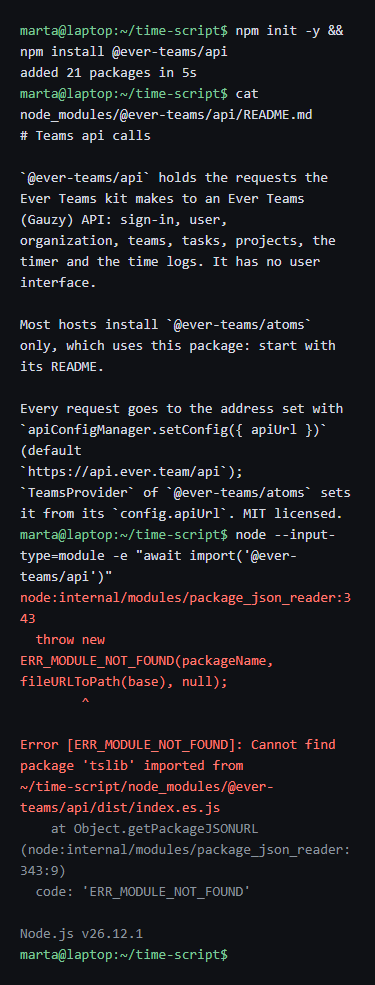 marta@laptop:~/time-script$ npm init -y &&
npm install @ever-teams/api
added 21 packages in 5s
marta@laptop:~/time-script$ cat
node_modules/@ever-teams/api/README.md
# Teams api calls

`@ever-teams/api` holds the requests the
Ever Teams kit makes to an Ever Teams
(Gauzy) API: sign-in, user,
organization, teams, tasks, projects, the
timer and the time logs. It has no user
interface.

Most hosts install `@ever-teams/atoms`
only, which uses this package: start with
its README.

Every request goes to the address set with
`apiConfigManager.setConfig({ apiUrl })`
(default
`https://api.ever.team/api`);
`TeamsProvider` of `@ever-teams/atoms` sets
it from its `config.apiUrl`. MIT licensed.
marta@laptop:~/time-script$ node --input-
type=module -e "await import('@ever-
teams/api')"
node:internal/modules/package_json_reader:3
43
  throw new
ERR_MODULE_NOT_FOUND(packageName,
fileURLToPath(base), null);
        ^

Error [ERR_MODULE_NOT_FOUND]: Cannot find
package 'tslib' imported from
~/time-script/node_modules/@ever-
teams/api/dist/index.es.js
    at Object.getPackageJSONURL
(node:internal/modules/package_json_reader:
343:9)
  code: 'ERR_MODULE_NOT_FOUND'

Node.js v26.12.1
marta@laptop:~/time-script$